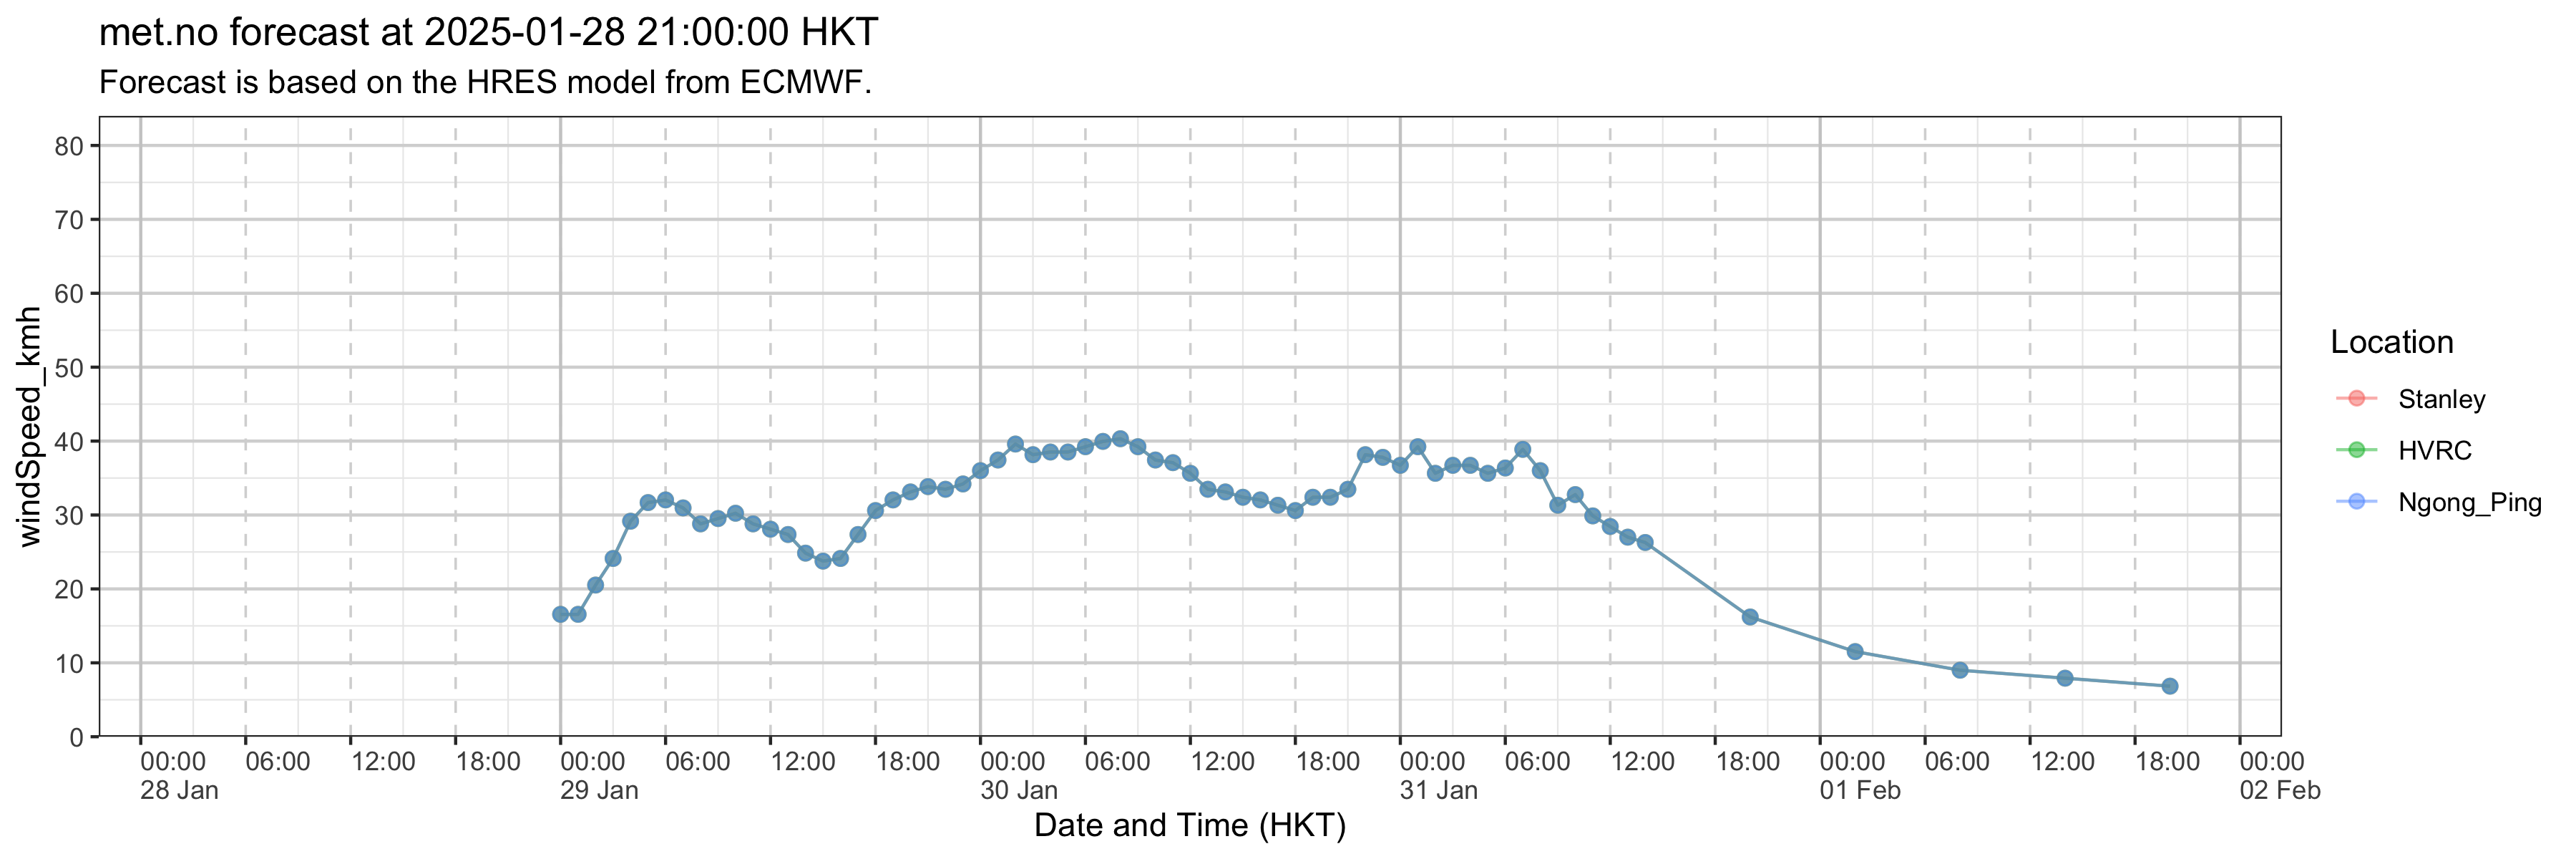 met.no forecast at 2025-01-28 21:00:00 HKT
Forecast is based on the HRES model from ECMWF.
windSpeed_kmh
80
70
60
50
40
30
20
10
0
00:00 06:00 12:00 18:00 00:00 06:00 12:00 18:00 00:00 06:00 12:00 18:00 00:00 06:00 12:00 18:00 00:00 06:00 12:00 18:00 00:00
28 Jan 29 Jan 30 Jan 31 Jan 01 Feb 02 Feb
Date and Time (HKT)
Location
Stanley
HVRC
Ngong_Ping